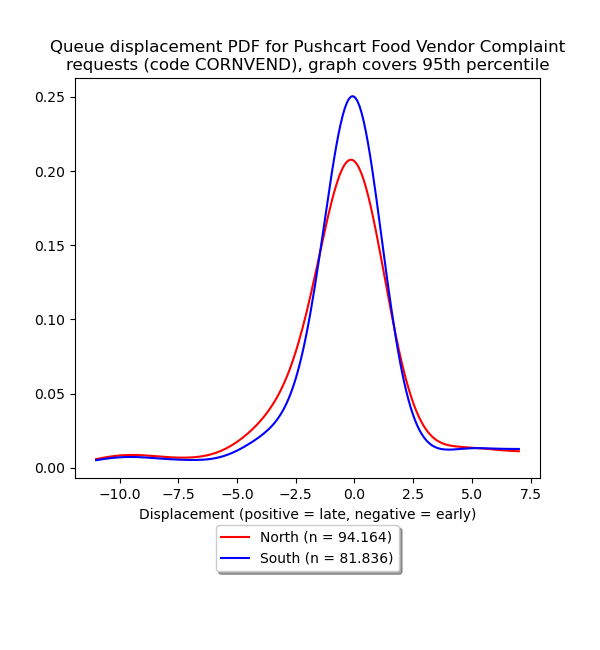 Queue displacement PDF for Pushcart Food Vendor Complaint
requests (code CORNVEND), graph covers 95th percentile
0.25
0.20
0.15
0.10
0.05
0.00
−10.0 −7.5 −5.0 −2.5 0.0 2.5 5.0 7.5
Displacement (positive = late, negative = early)
North (n = 94.164)
South (n = 81.836)